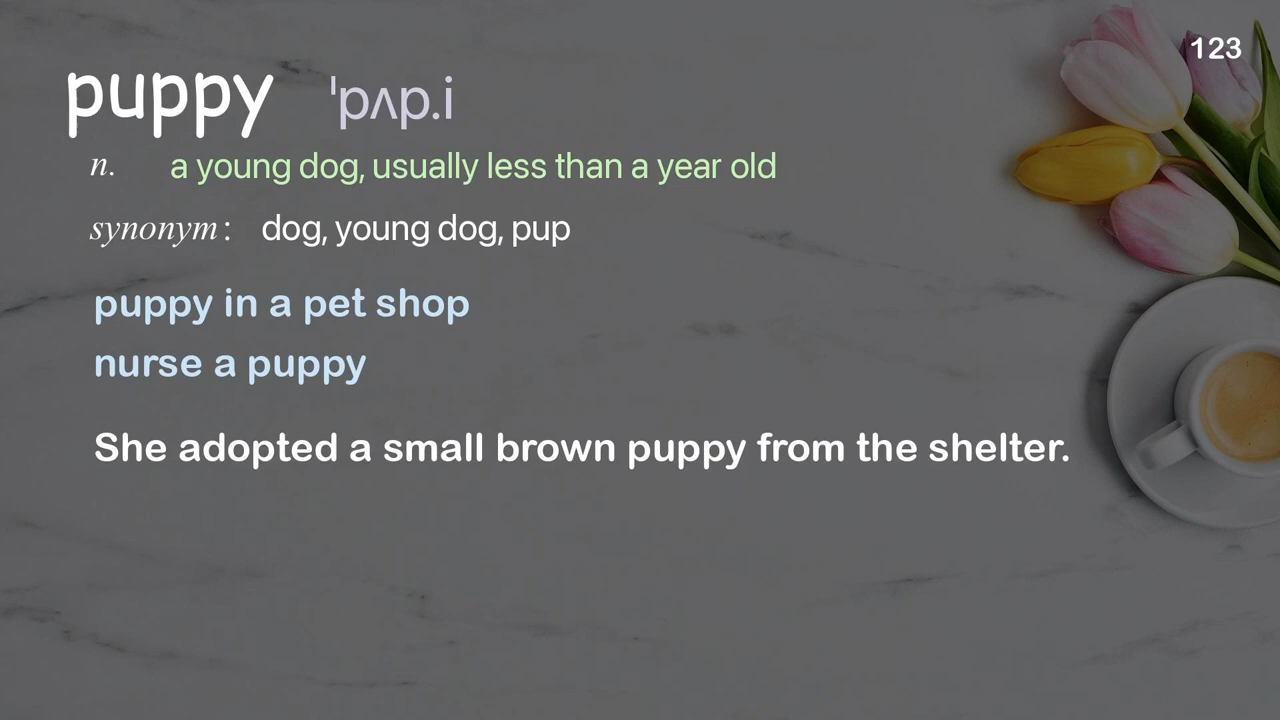 123
puppy ˈpʌp.i
n. a young dog, usually less than a year old
synonym: dog, young dog, pup
puppy in a pet shop
nurse a puppy
She adopted a small brown puppy from the shelter.